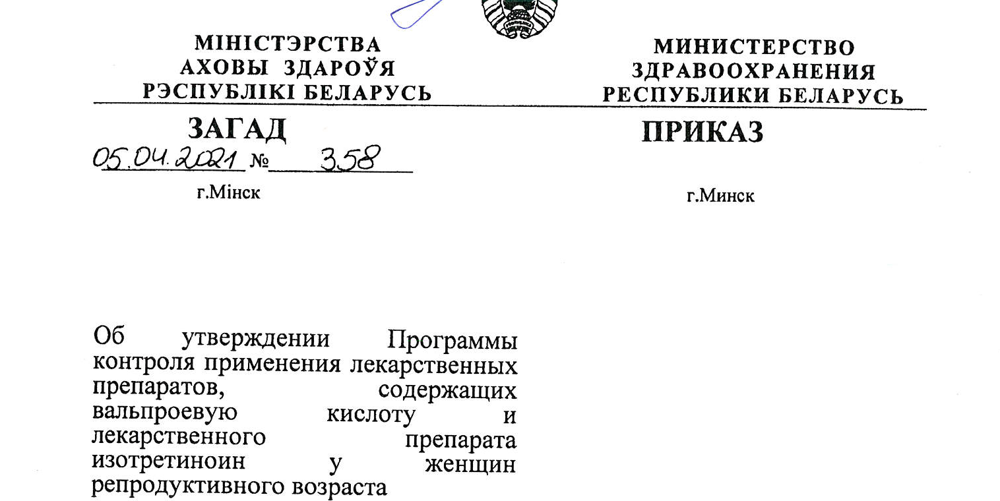 МІНІСТЭРСТВА
АХОВЫ ЗДАРОЎЯ
РЭСПУБЛІКІ БЕЛАРУСЬ
МИНИСТЕРСТВО
ЗДРАВООХРАНЕНИЯ
РЕСПУБЛИКИ БЕЛАРУСЬ
ЗАГАД
ПРИКАЗ
05.04.2021 № 358
г.Мінск
г.Минск
Об утверждении Программы
контроля применения лекарственных
препаратов, содержащих
вальпроевую кислоту и
лекарственного препарата
изотретиноин у женщин
репродуктивного возраста